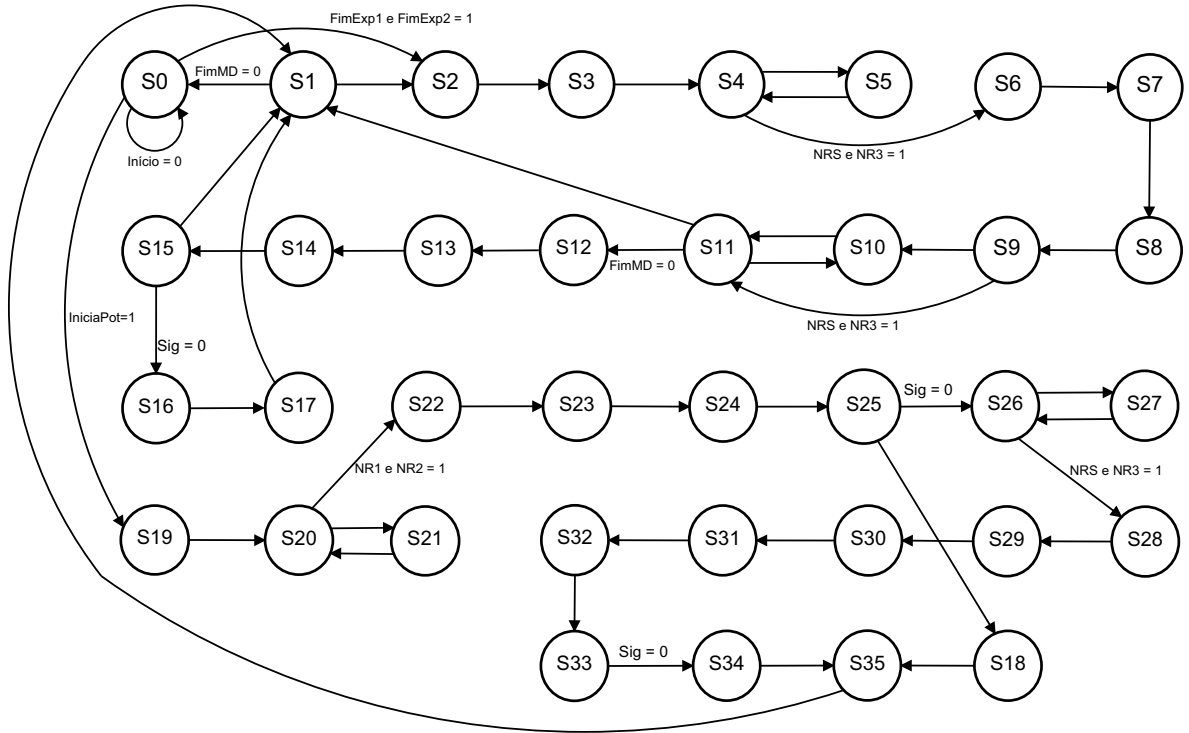 FimExp1 e FimExp2 = 1
S0
FimMD = 0
S1
S2
S3
S4
S5
S6
S7
Início = 0
NRS e NR3 = 1
S15
S14
S13
S12
FimMD = 0
S11
S10
S9
S8
NRS e NR3 = 1
IniciaPot=1
Sig = 0
S16
S17
S22
S23
S24
S25
Sig = 0
S26
S27
NR1 e NR2 = 1
NRS e NR3 = 1
S19
S20
S21
S32
S31
S30
S29
S28
S33
Sig = 0
S34
S35
S18